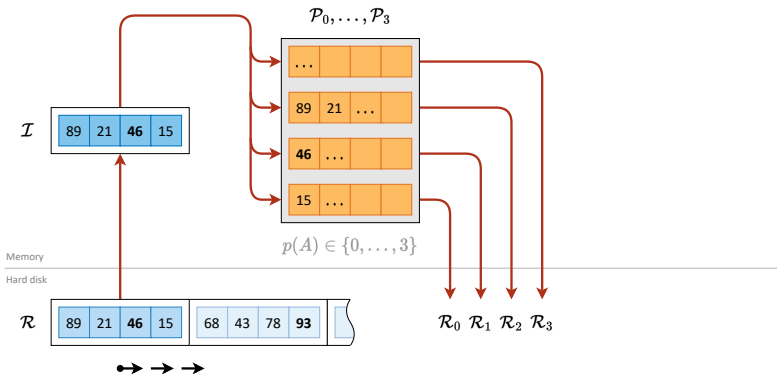 𝒫₀, . . . , 𝒫₃
...
ℐ 89 21 46 15
89 21 ...
46 ...
15 ...
p(A) ∈ {0, . . . , 3}
Memory
Hard disk
ℛ 89 21 46 15 68 43 78 93
ℛ₀ ℛ₁ ℛ₂ ℛ₃